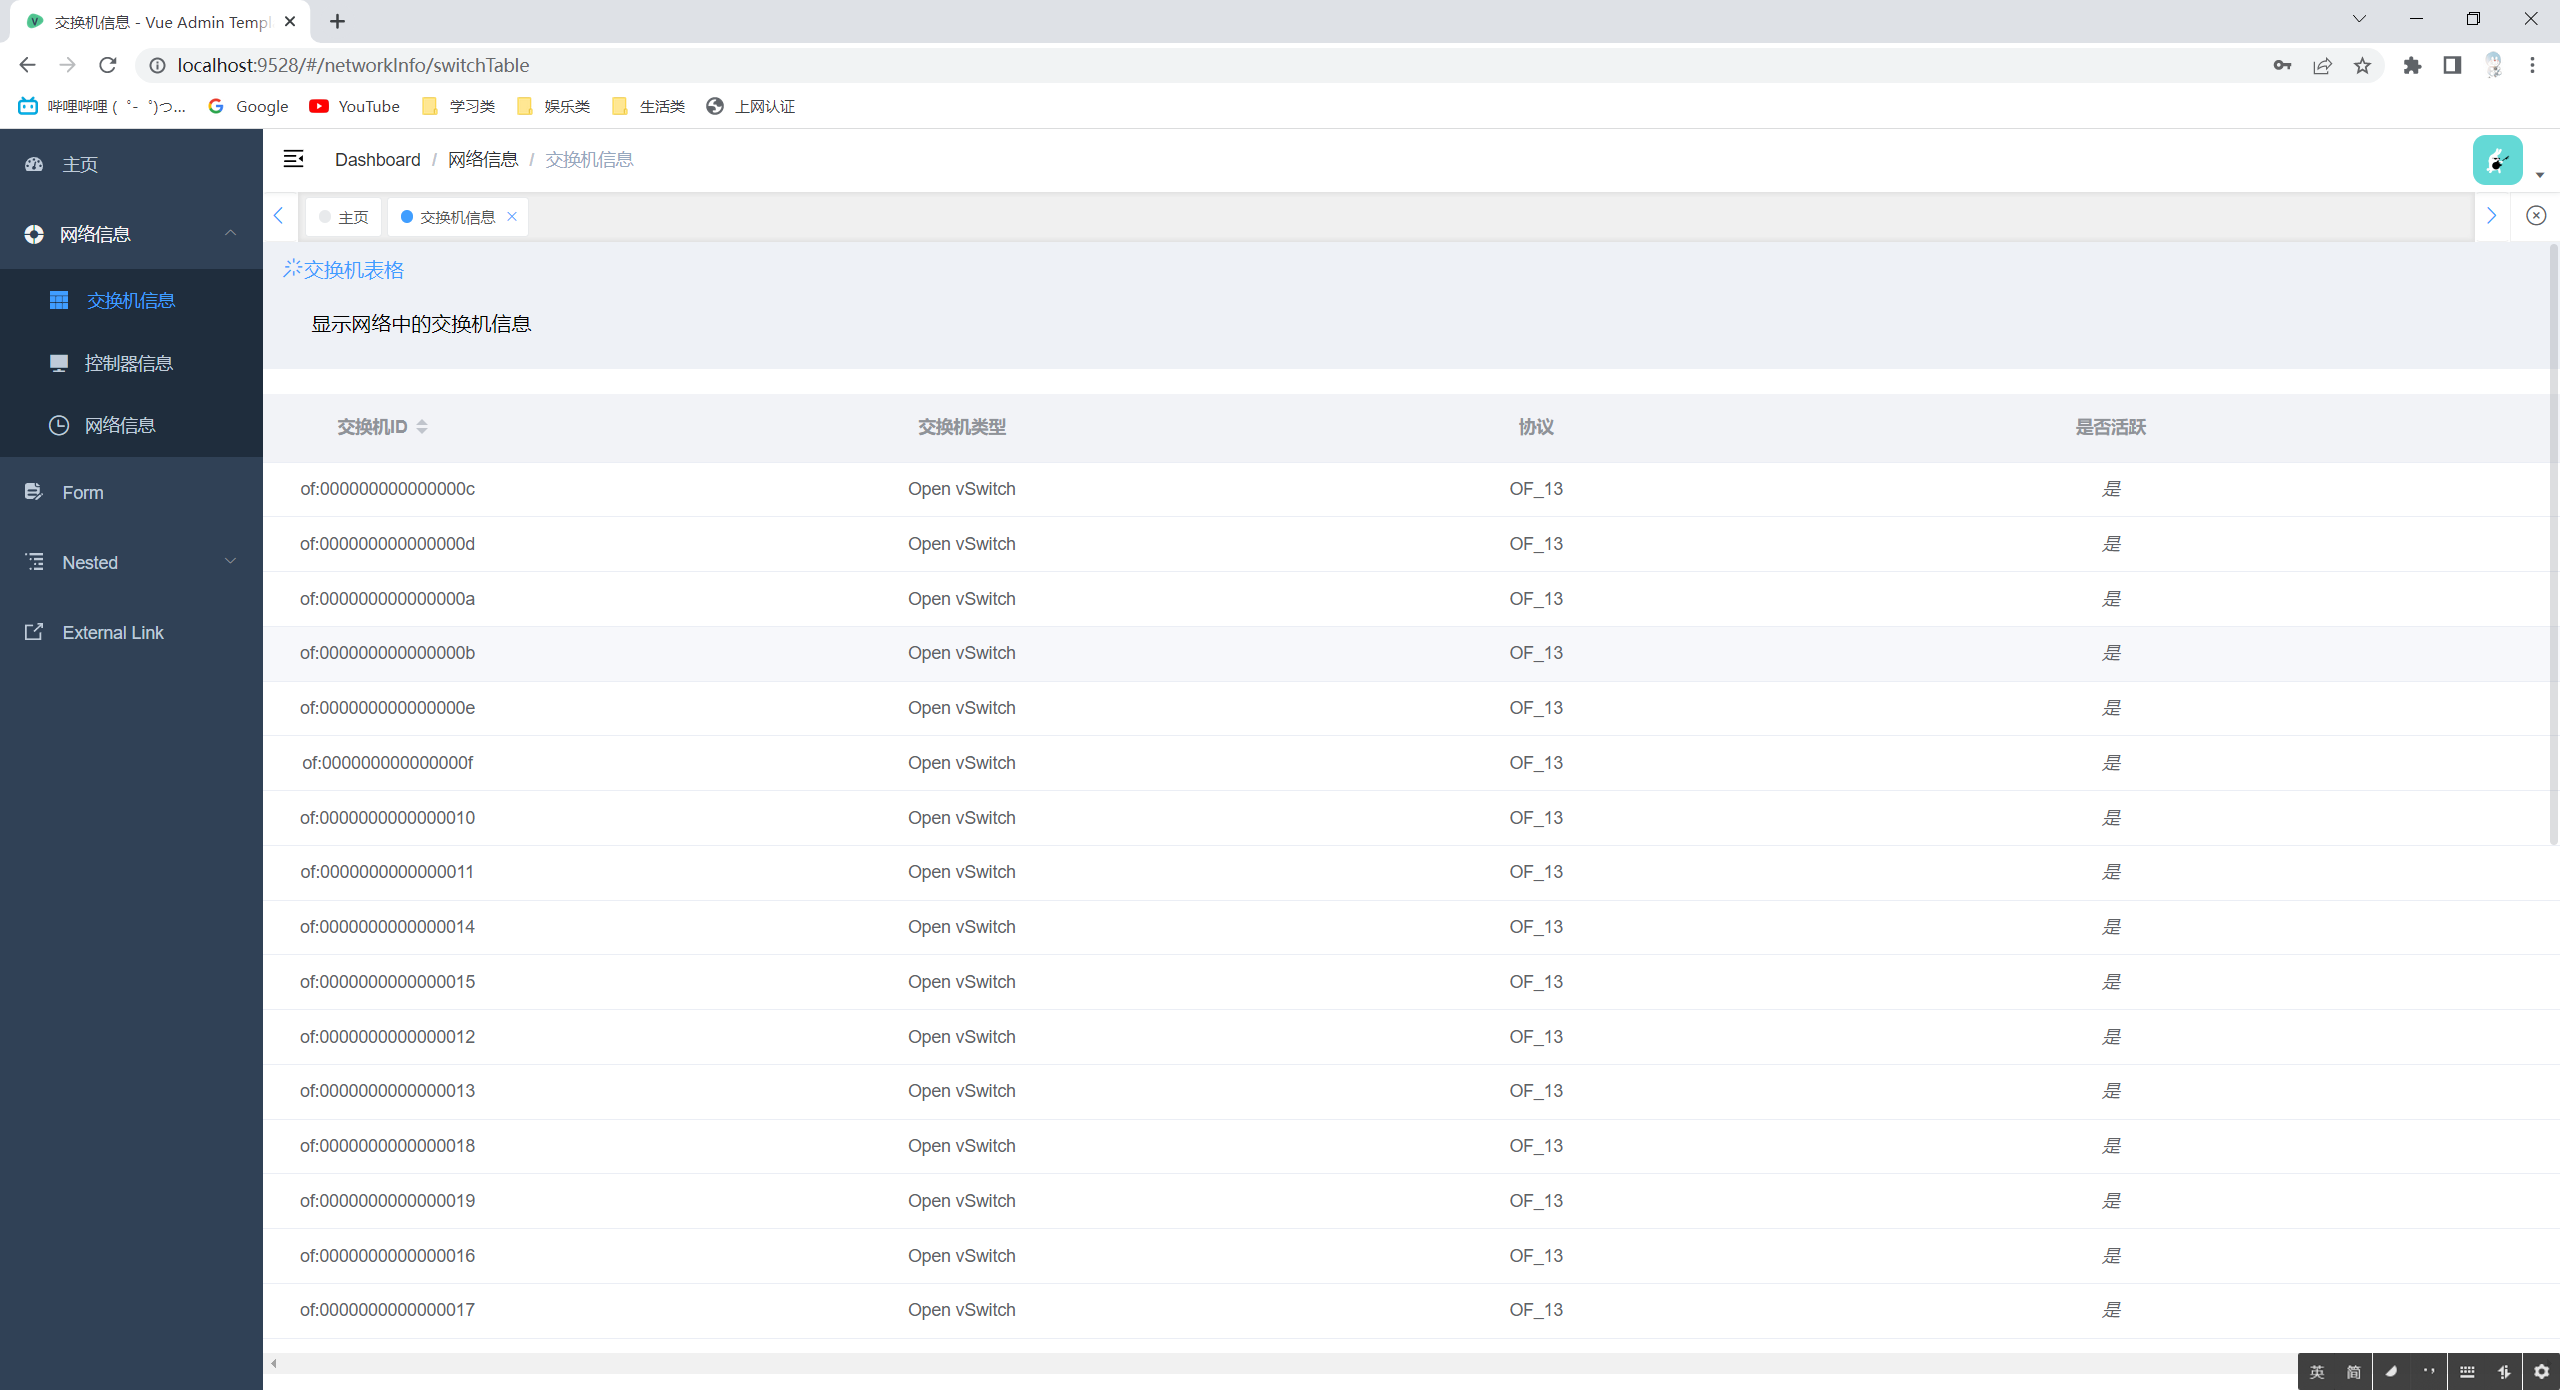 交换机信息 - Vue Admin Templ
localhost:9528/#/networkInfo/switchTable
哔哩哔哩 (゜-゜)つ... Google YouTube 学习类 娱乐类 生活类 上网认证
主页
网络信息
交换机信息
控制器信息
网络信息
Form
Nested
External Link
Dashboard / 网络信息 / 交换机信息
主页 交换机信息
交换机表格
显示网络中的交换机信息
交换机ID 交换机类型 协议 是否活跃
of:000000000000000c Open vSwitch OF_13 是
of:000000000000000d Open vSwitch OF_13 是
of:000000000000000a Open vSwitch OF_13 是
of:000000000000000b Open vSwitch OF_13 是
of:000000000000000e Open vSwitch OF_13 是
of:000000000000000f Open vSwitch OF_13 是
of:0000000000000010 Open vSwitch OF_13 是
of:0000000000000011 Open vSwitch OF_13 是
of:0000000000000014 Open vSwitch OF_13 是
of:0000000000000015 Open vSwitch OF_13 是
of:0000000000000012 Open vSwitch OF_13 是
of:0000000000000013 Open vSwitch OF_13 是
of:0000000000000018 Open vSwitch OF_13 是
of:0000000000000019 Open vSwitch OF_13 是
of:0000000000000016 Open vSwitch OF_13 是
of:0000000000000017 Open vSwitch OF_13 是
英 简